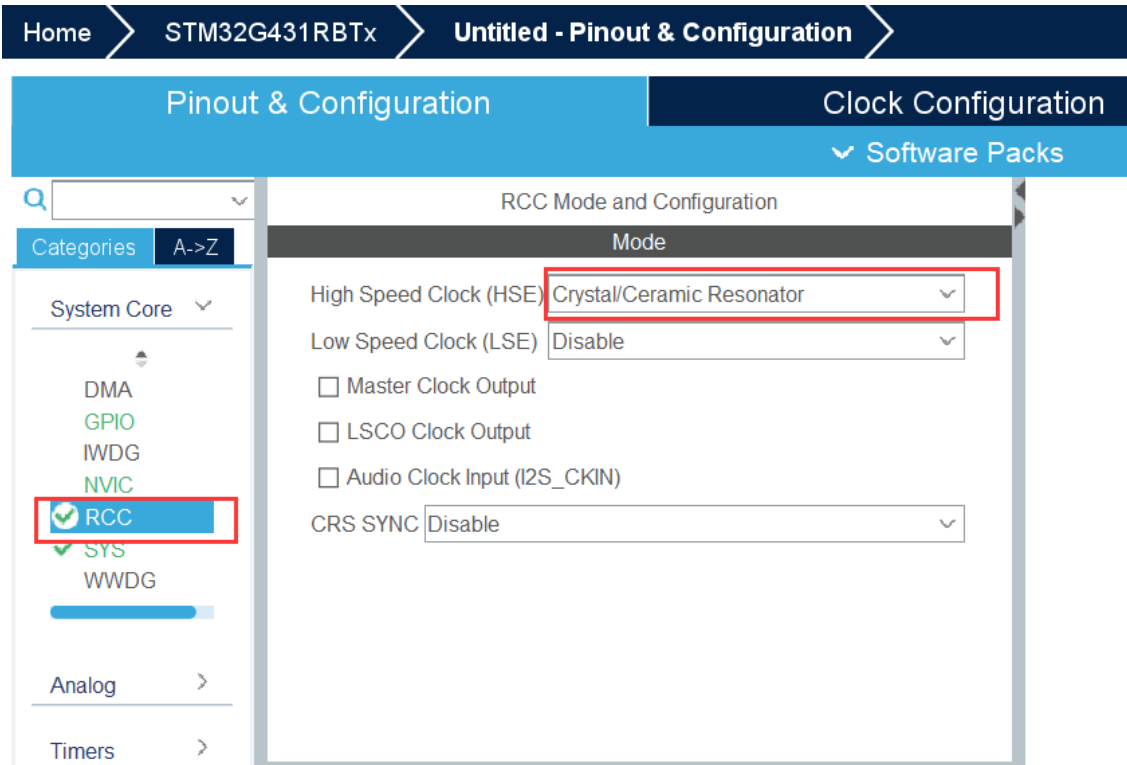 Home STM32G431RBTx Untitled - Pinout & Configuration
Pinout & Configuration Clock Configuration
Software Packs
RCC Mode and Configuration
Categories A->Z
Mode
System Core
High Speed Clock (HSE) Crystal/Ceramic Resonator
Low Speed Clock (LSE) Disable
Master Clock Output
LSCO Clock Output
Audio Clock Input (I2S_CKIN)
CRS SYNC Disable
DMA
GPIO
IWDG
NVIC
RCC
SYS
WWDG
Analog
Timers